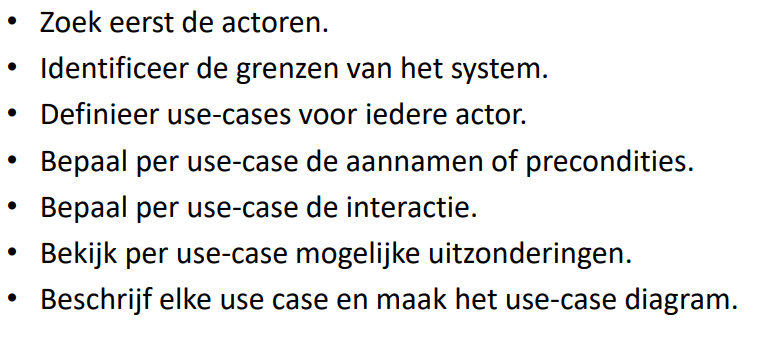 • Zoek eerst de actoren.
• Identificeer de grenzen van het system.
• Definieer use-cases voor iedere actor.
• Bepaal per use-case de aannamen of precondities.
• Bepaal per use-case de interactie.
• Bekijk per use-case mogelijke uitzonderingen.
• Beschrijf elke use case en maak het use-case diagram.